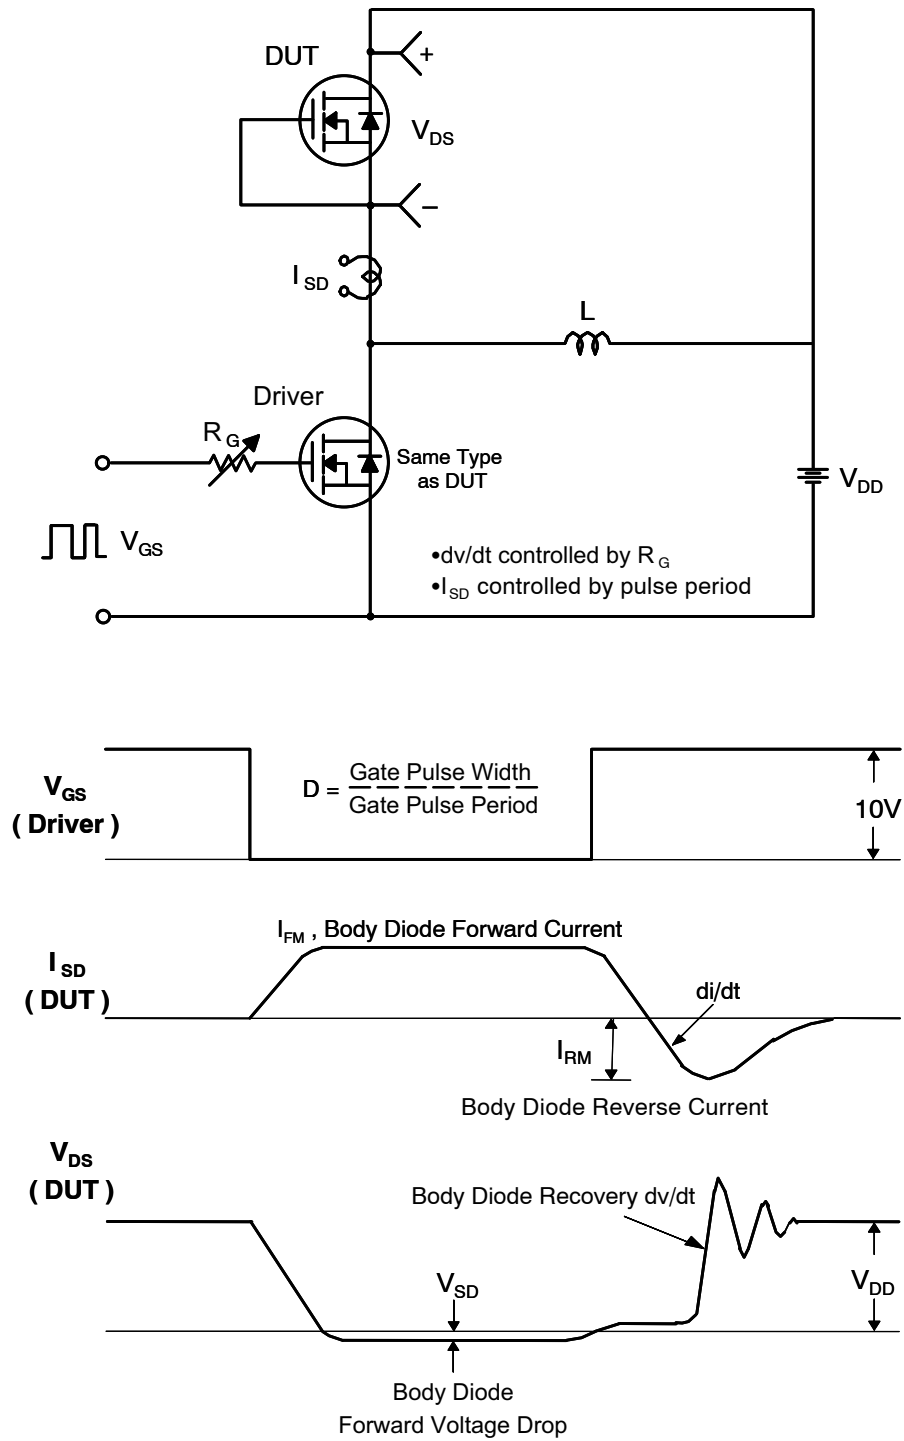 DUT
+
V_DS
−
I_SD
L
Driver
R_G
Same Type
as DUT
V_DD
V_GS
•dv/dt controlled by R_G
•I_SD controlled by pulse period
V_GS
( Driver )
D = Gate Pulse Width
Gate Pulse Period
10V
I_FM , Body Diode Forward Current
I_SD
( DUT )
di/dt
I_RM
Body Diode Reverse Current
V_DS
( DUT )
Body Diode Recovery dv/dt
V_SD
V_DD
Body Diode
Forward Voltage Drop